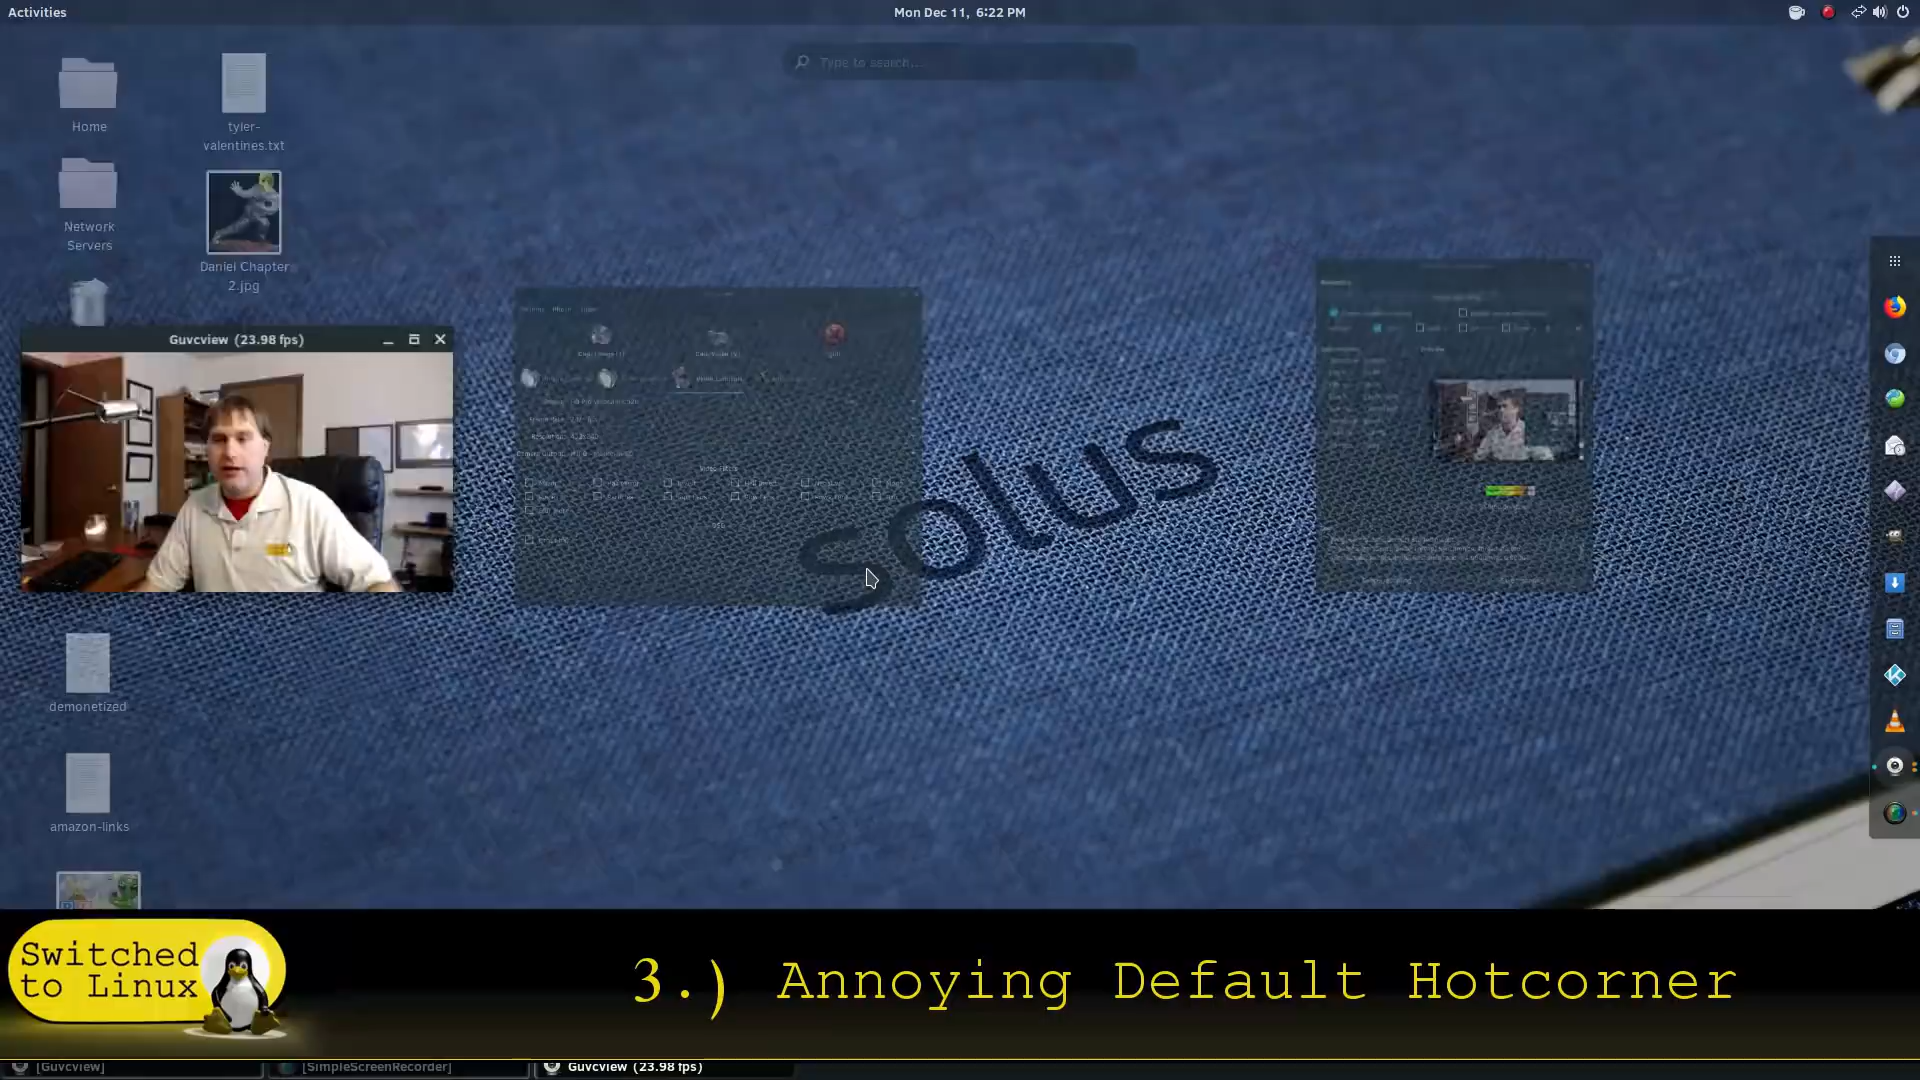 Activities
Mon Dec 11, 6:22 PM
Type to search...
Home
tyler-
valentines.txt
Network
Servers
Daniel Chapter
2.jpg
Guvcview (23.98 fps)
solus
demonetized
amazon-links
Switched
to Linux
3.) Annoying Default Hotcorner
[Guvcview]
[SimpleScreenRecorder]
Guvcview (23.98 fps)